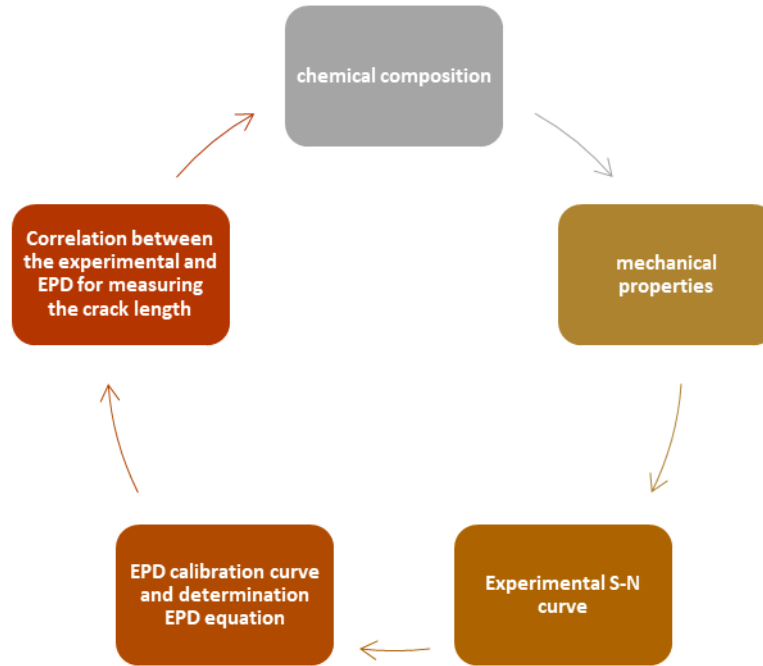 chemical composition
mechanical
properties
Experimental S-N
curve
EPD calibration curve
and determination
EPD equation
Correlation between
the experimental and
EPD for measuring
the crack length